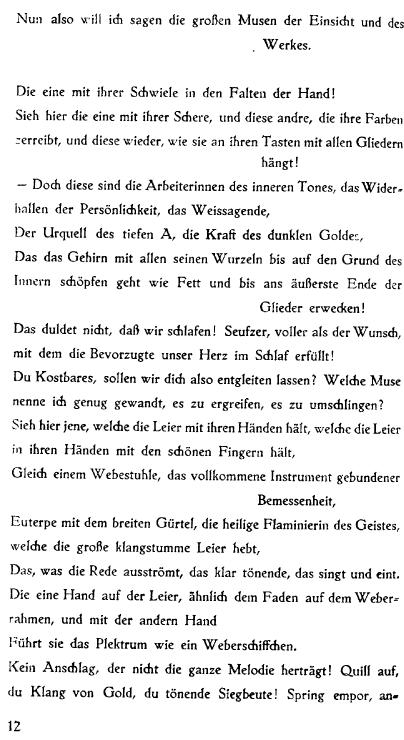 Nun also will ich sagen die großen Musen der Einsicht und des
Werkes.
Die eine mit ihrer Schwiele in den Falten der Hand!
Sieh hier die eine mit ihrer Schere, und diese andre, die ihre Farben
zerreibt, und diese wieder, wie sie an ihren Tasten mit allen Gliedern
hängt!
— Doch diese sind die Arbeiterinnen des inneren Tones, das Wider-
hallen der Persönlichkeit, das Weissagende,
Der Urquell des tiefen A, die Kraft des dunklen Goldes,
Das das Gehirn mit allen seinen Wurzeln bis auf den Grund des
Innern schöpfen geht wie Fett und bis ans äußerste Ende der
Glieder erwecken!
Das duldet nicht, daß wir schlafen! Seufzer, voller als der Wunsch,
mit dem die Bevorzugte unser Herz im Schlaf erfüllt!
Du Kostbares, sollen wir dich also entgleiten lassen? Welche Muse
nenne ich genug gewandt, es zu ergreifen, es zu umschlingen?
Sieh hier jene, welche die Leier mit ihren Händen hält, welche die Leier
in ihren Händen mit den schönen Fingern hält,
Gleich einem Webestuhle, das vollkommene Instrument gebundener
Bemessenheit,
Euterpe mit dem breiten Gürtel, die heilige Flaminierin des Geistes,
welche die große klangstumme Leier hebt,
Das, was die Rede ausströmt, das klar tönende, das singt und eint.
Die eine Hand auf der Leier, ähnlich dem Faden auf dem Weber-
rahmen, und mit der andern Hand
Führt sie das Plektrum wie ein Weberschiffchen.
Kein Anschlag, der nicht die ganze Melodie herträgt! Quill auf,
du Klang von Gold, du tönende Siegbeute! Spring empor, an-
12